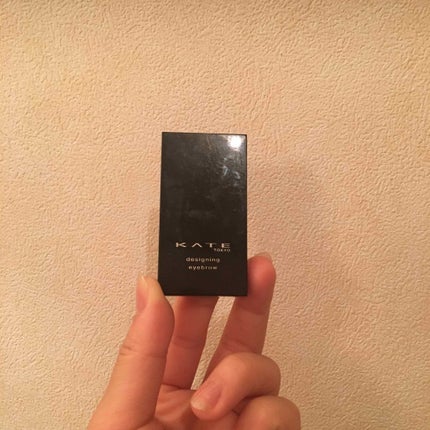 KATE
TOKYO
designing
eyebrow